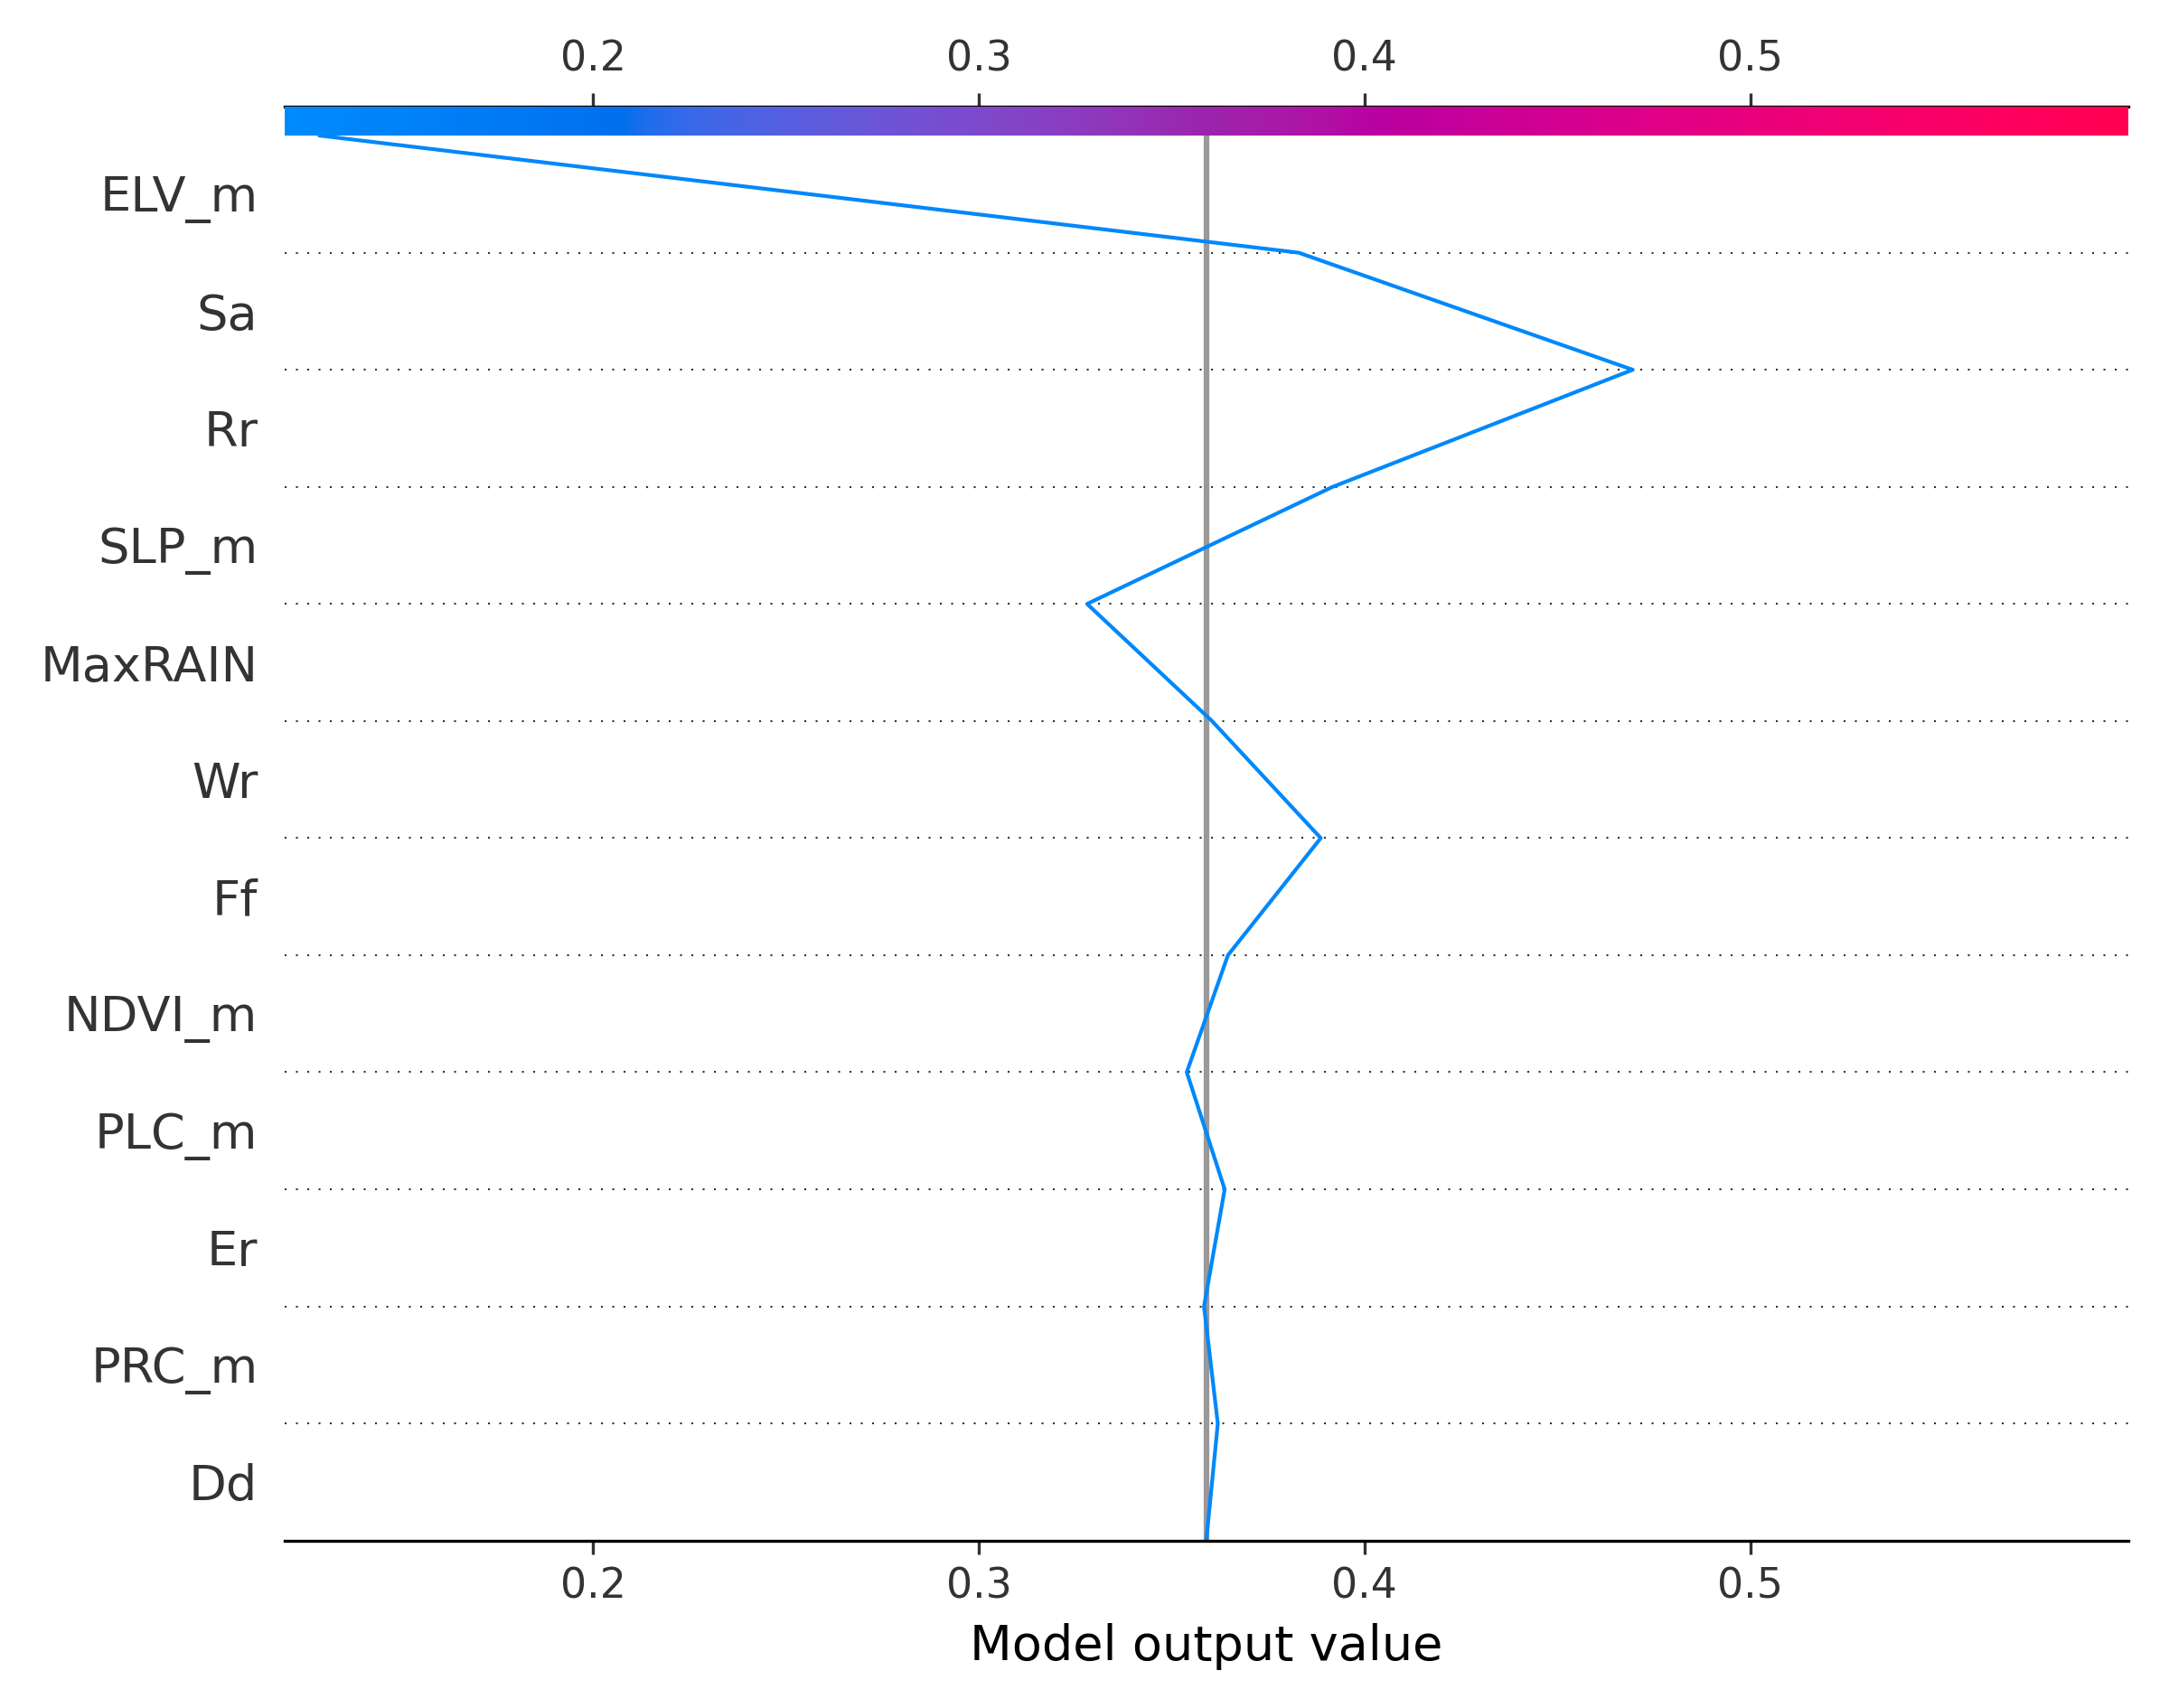 0.2 0.3 0.4 0.5
ELV_m
Sa
Rr
SLP_m
MaxRAIN
Wr
Ff
NDVI_m
PLC_m
Er
PRC_m
Dd
0.2 0.3 0.4 0.5
Model output value